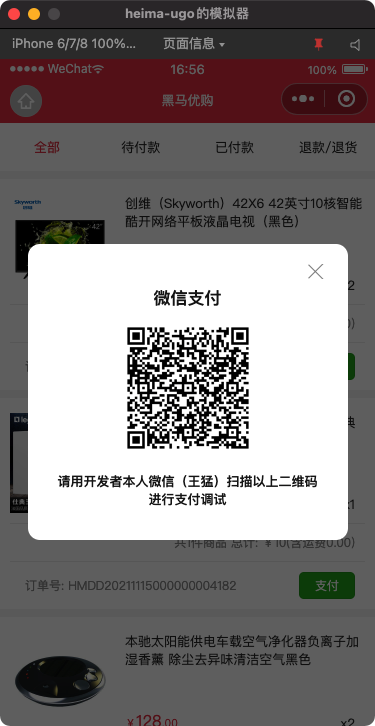 heima-ugo的模拟器
iPhone 6/7/8 100%...
页面信息
WeChat
16:56
100%
黑马优购
全部
待付款
已付款
退款/退货
Skyworth
创维（Skyworth）42X6 42英寸10核智能
酷开网络平板液晶电视（黑色）
42"
2
0)
微信支付
请用开发者本人微信（王猛）扫描以上二维码
进行支付调试
典
x1
共1件商品 总计: ￥10(含运费0.00)
订单号: HMDD20211115000000004182
支付
本驰太阳能供电车载空气净化器负离子加
湿香薰 除尘去异味清洁空气黑色
￥128.00
x2